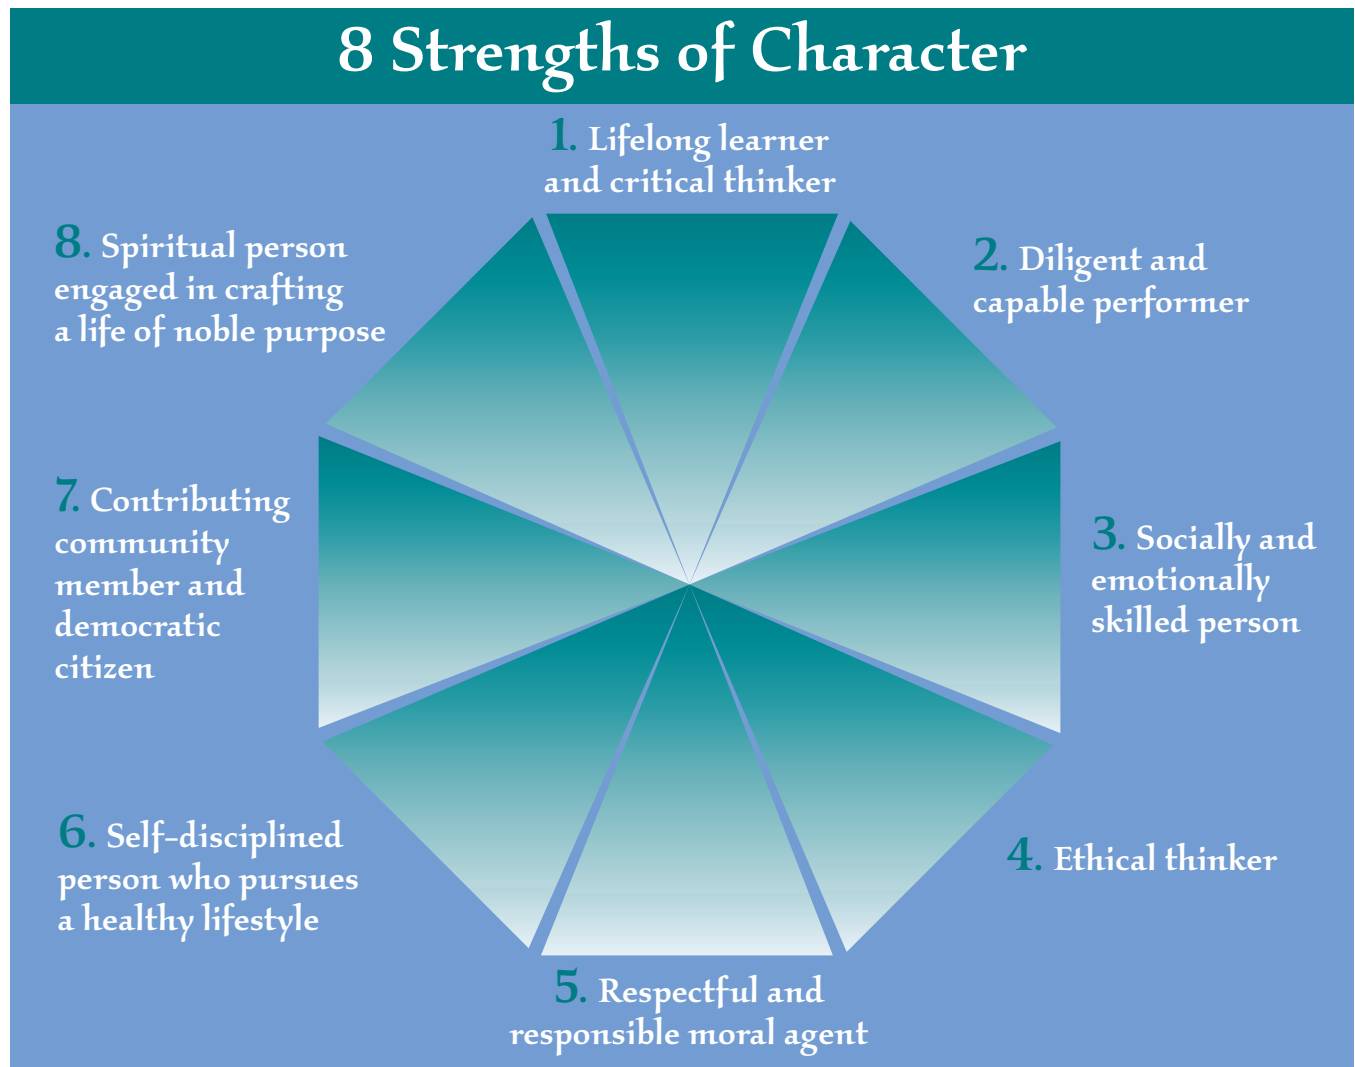 8 Strengths of Character
1. Lifelong learner
and critical thinker
2. Diligent and
capable performer
3. Socially and
emotionally
skilled person
4. Ethical thinker
5. Respectful and
responsible moral agent
6. Self-disciplined
person who pursues
a healthy lifestyle
7. Contributing
community
member and
democratic
citizen
8. Spiritual person
engaged in crafting
a life of noble purpose